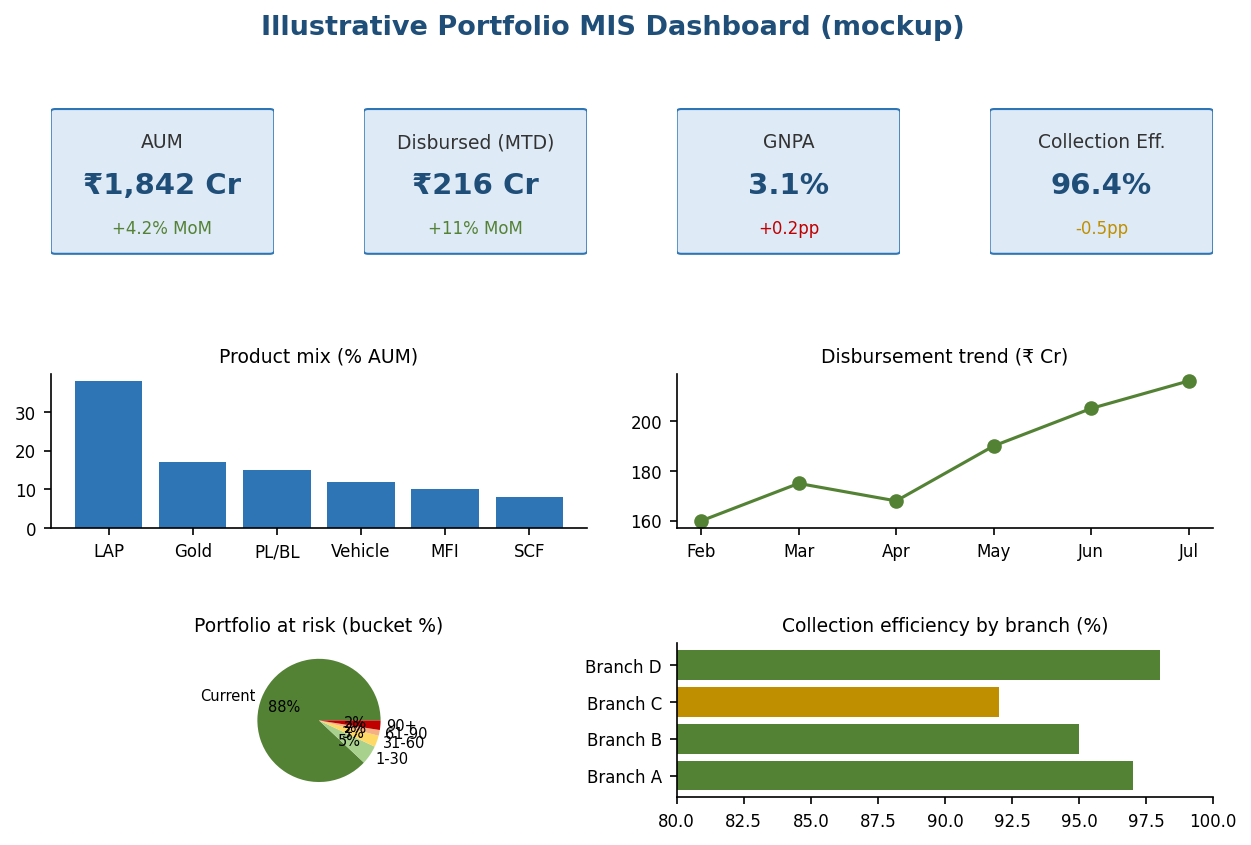 Illustrative Portfolio MIS Dashboard (mockup)
AUM
₹1,842 Cr
+4.2% MoM
Disbursed (MTD)
₹216 Cr
+11% MoM
GNPA
3.1%
+0.2pp
Collection Eff.
96.4%
-0.5pp
Product mix (% AUM)
30
20
10
0
LAP Gold PL/BL Vehicle MFI SCF
Disbursement trend (₹ Cr)
200
180
160
Feb Mar Apr May Jun Jul
Portfolio at risk (bucket %)
Current
88%
2%
5%
90+
61-90
31-60
1-30
Collection efficiency by branch (%)
Branch D
Branch C
Branch B
Branch A
80.0 82.5 85.0 87.5 90.0 92.5 95.0 97.5 100.0